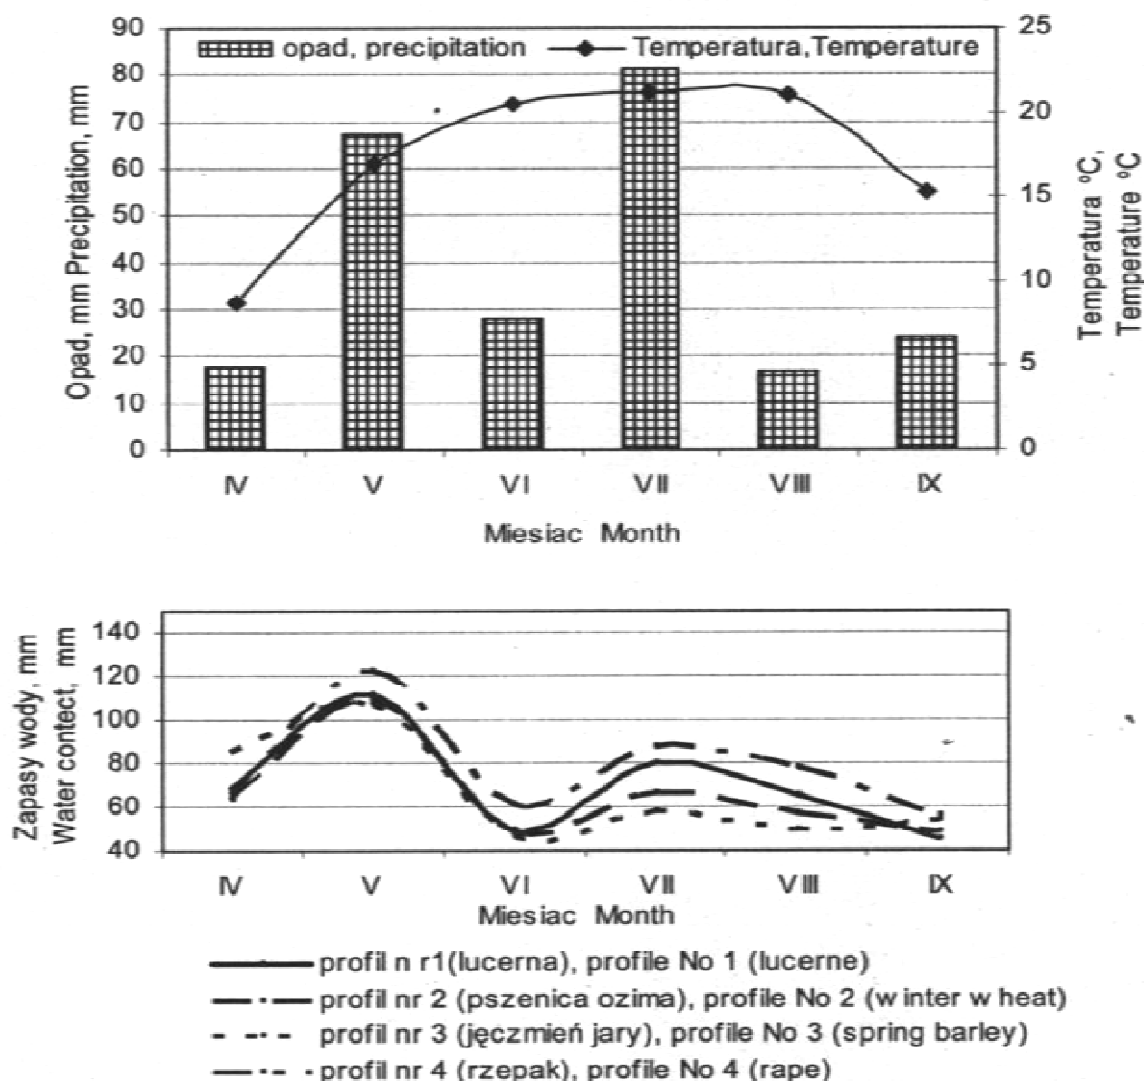 opad, precipitation Temperatura, Temperature
90
80
70
60
50
40
30
20
10
0
Opad, mm Precipitation, mm
25
20
15
10
5
0
Temperatura ºC,
Temperature ºC
IV V VI VII VIII IX
Miesiac Month
Zapasy wody, mm
Water contect, mm
140
120
100
80
60
40
IV V VI VII VIII IX
Miesiac Month
profil n r1(lucerna), profile No 1 (lucerne)
profil nr 2 (pszenica ozima), profile No 2 (w inter w heat)
profil nr 3 (jęczmień jary), profile No 3 (spring barley)
profil nr 4 (rzepak), profile No 4 (rape)